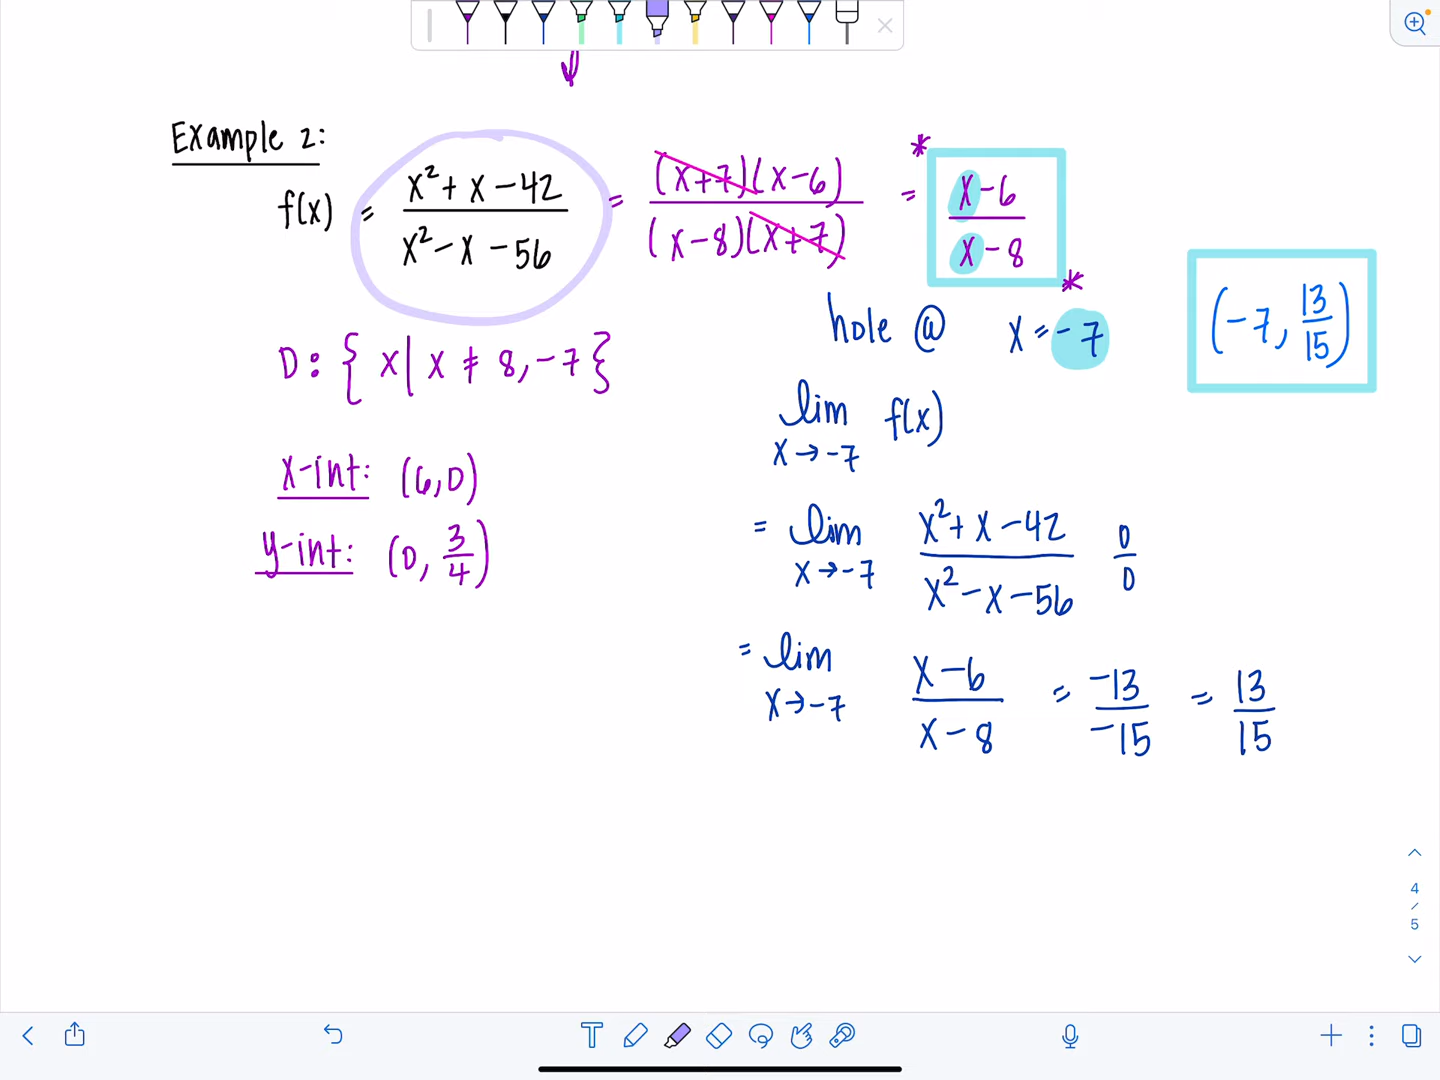 Example 2:
f(x) = (x² + x - 42)/(x² - x - 56) = ((x+7)(x-6))/((x-8)(x+7)) = * (x-6)/(x-8) *
hole @ x = -7
(-7, 13/15)
D: { x | x ≠ 8, -7 }
x-int: (6, 0)
y-int: (0, 3/4)
lim x→-7 f(x)
= lim x→-7 (x² + x - 42)/(x² - x - 56) 0/0
= lim x→-7 (x-6)/(x-8) = -13/-15 = 13/15
4
/
5
T